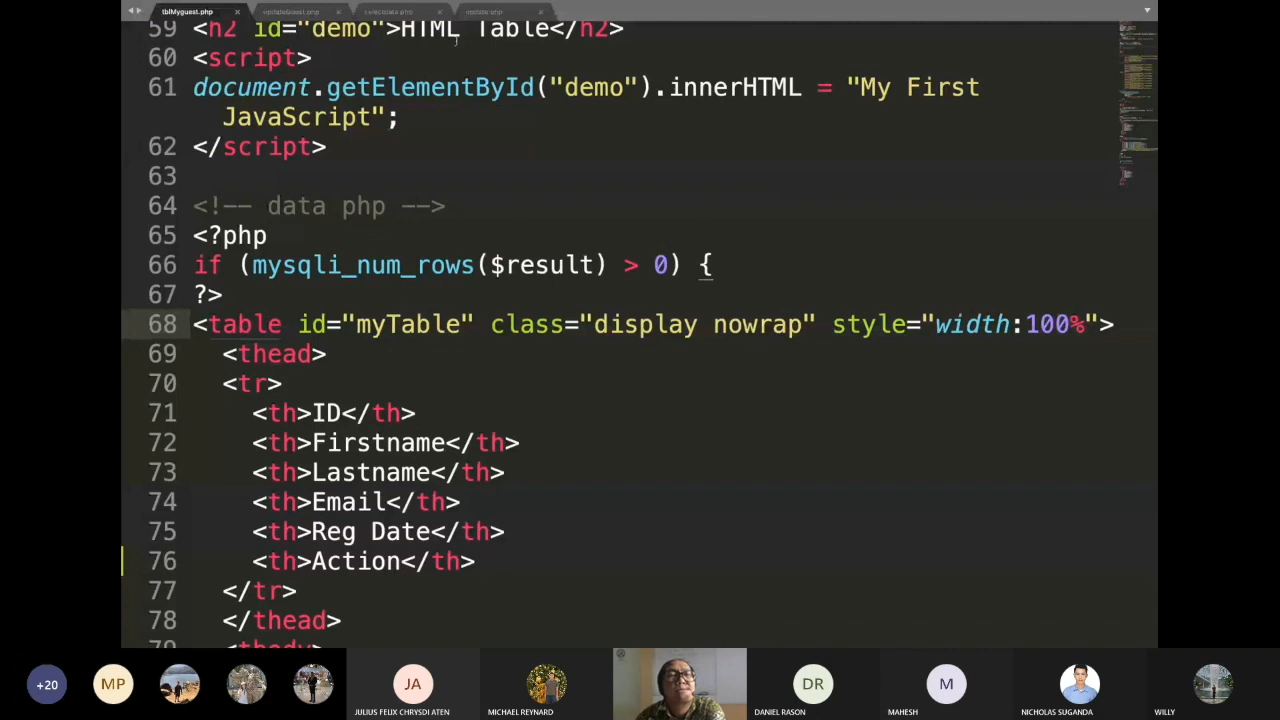 tblMyguest.php
59 <h2 id="demo">HTML Table</h2>
60 <script>
61 document.getElementById("demo").innerHTML = "My First
JavaScript";
62 </script>
63
64 <!-- data php -->
65 <?php
66 if (mysqli_num_rows($result) > 0) {
67 ?>
68 <table id="myTable" class="display nowrap" style="width:100%">
69 <thead>
70 <tr>
71 <th>ID</th>
72 <th>Firstname</th>
73 <th>Lastname</th>
74 <th>Email</th>
75 <th>Reg Date</th>
76 <th>Action</th>
77 </tr>
78 </thead>
79 <tbody>
+20
MP
JA
DR
M
JULIUS FELIX CHRYSDI ATEN
MICHAEL REYNARD
DANIEL RASON
MAHESH
NICHOLAS SUGANDA
WILLY